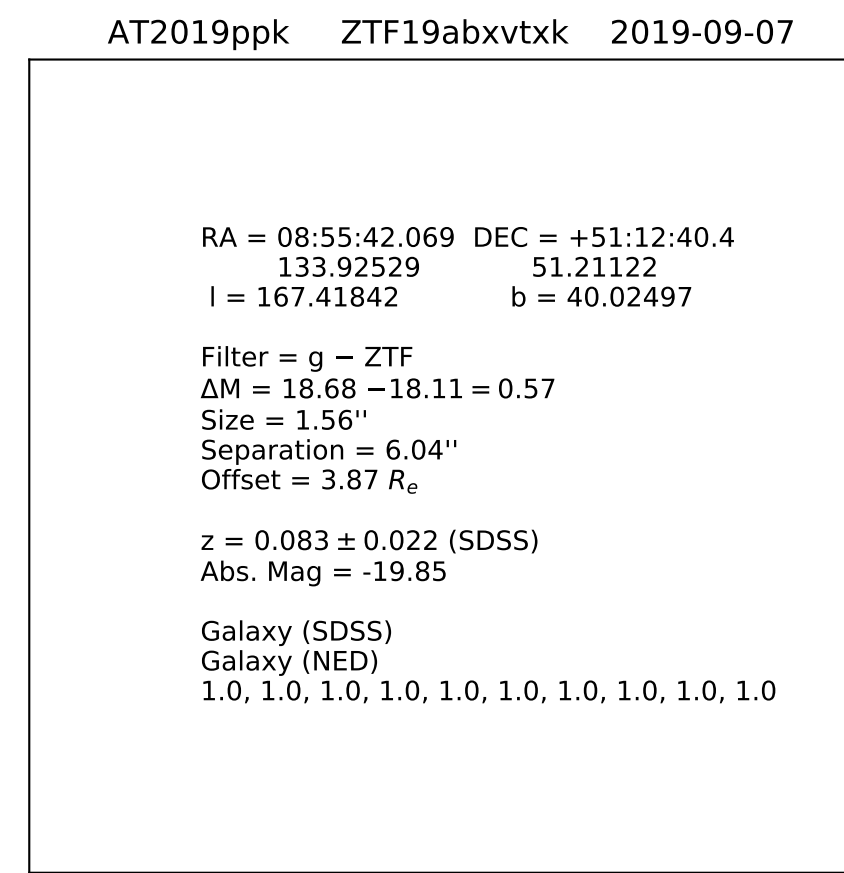 AT2019ppk ZTF19abxvtxk 2019-09-07
RA = 08:55:42.069 DEC = +51:12:40.4
133.92529 51.21122
l = 167.41842 b = 40.02497
Filter = g − ZTF
ΔM = 18.68 −18.11 = 0.57
Size = 1.56''
Separation = 6.04''
Offset = 3.87 Rₑ
z = 0.083 ± 0.022 (SDSS)
Abs. Mag = -19.85
Galaxy (SDSS)
Galaxy (NED)
1.0, 1.0, 1.0, 1.0, 1.0, 1.0, 1.0, 1.0, 1.0, 1.0